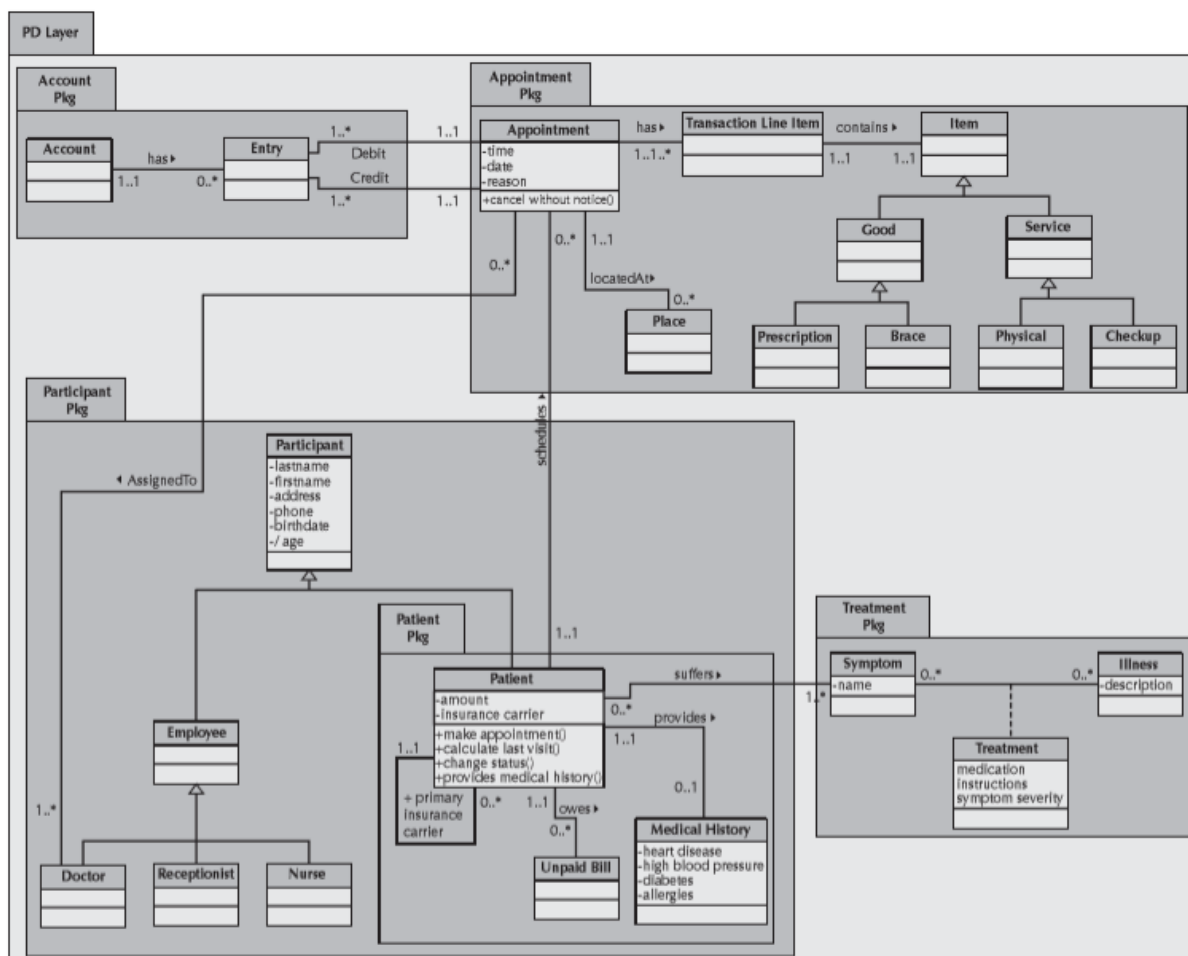 PD Layer
Account
Pkg
Account
has
1..1
0..*
Entry
1..*
Debit
Credit
1..*
1..1
1..1
Appointment
Pkg
Appointment
-time
-date
-reason
+cancel without notice()
has
1..1..*
Transaction Line Item
contains
1..1
1..1
Item
Good
Service
Prescription
Brace
Physical
Checkup
0..*
0..*
1..1
locatedAt
0..*
Place
schedules
1..1
Participant
Pkg
AssignedTo
1..*
Participant
-lastname
-firstname
-address
-phone
-birthdate
-/ age
Employee
Doctor
Receptionist
Nurse
Patient
Pkg
Patient
-amount
-insurance carrier
+make appointment()
+calculate last visit()
+change status()
+provides medical history()
1..1
+ primary
insurance
carrier
0..*
1..1
owes
0..*
Unpaid Bill
suffers
0..*
1..*
provides
1..1
0..1
Medical History
-heart disease
-high blood pressure
-diabetes
-allergies
Treatment
Pkg
Symptom
-name
0..*
0..*
Illness
-description
Treatment
medication
instructions
symptom severity